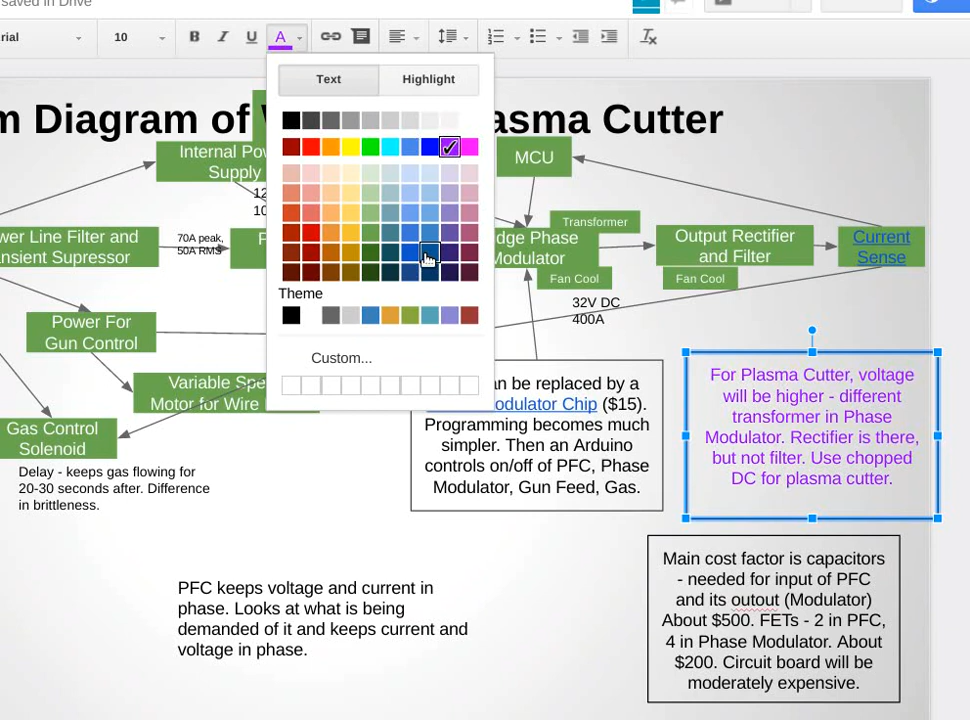 saved in Drive
rial
10
B
I
U
A
Text
Highlight
m Diagram of
asma Cutter
Internal
Supply
MCU
Transformer
wer Line Filter and
ansient Supressor
70A peak,
50A RMS
dge Phase
Modulator
Output Rectifier
and Filter
Current
Sense
Fan Cool
Fan Cool
Theme
32V DC
400A
Power For
Gun Control
Custom...
Variable
Motor for Wire
an be replaced by a
odulator Chip ($15).
Programming becomes much
simpler. Then an Arduino
controls on/off of PFC, Phase
Modulator, Gun Feed, Gas.
For Plasma Cutter, voltage
will be higher - different
transformer in Phase
Modulator. Rectifier is there,
but not filter. Use chopped
DC for plasma cutter.
Gas Control
Solenoid
Delay - keeps gas flowing for
20-30 seconds after. Difference
in brittleness.
Main cost factor is capacitors
- needed for input of PFC
and its outout (Modulator)
About $500. FETs - 2 in PFC,
4 in Phase Modulator. About
$200. Circuit board will be
moderately expensive.
PFC keeps voltage and current in
phase. Looks at what is being
demanded of it and keeps current and
voltage in phase.